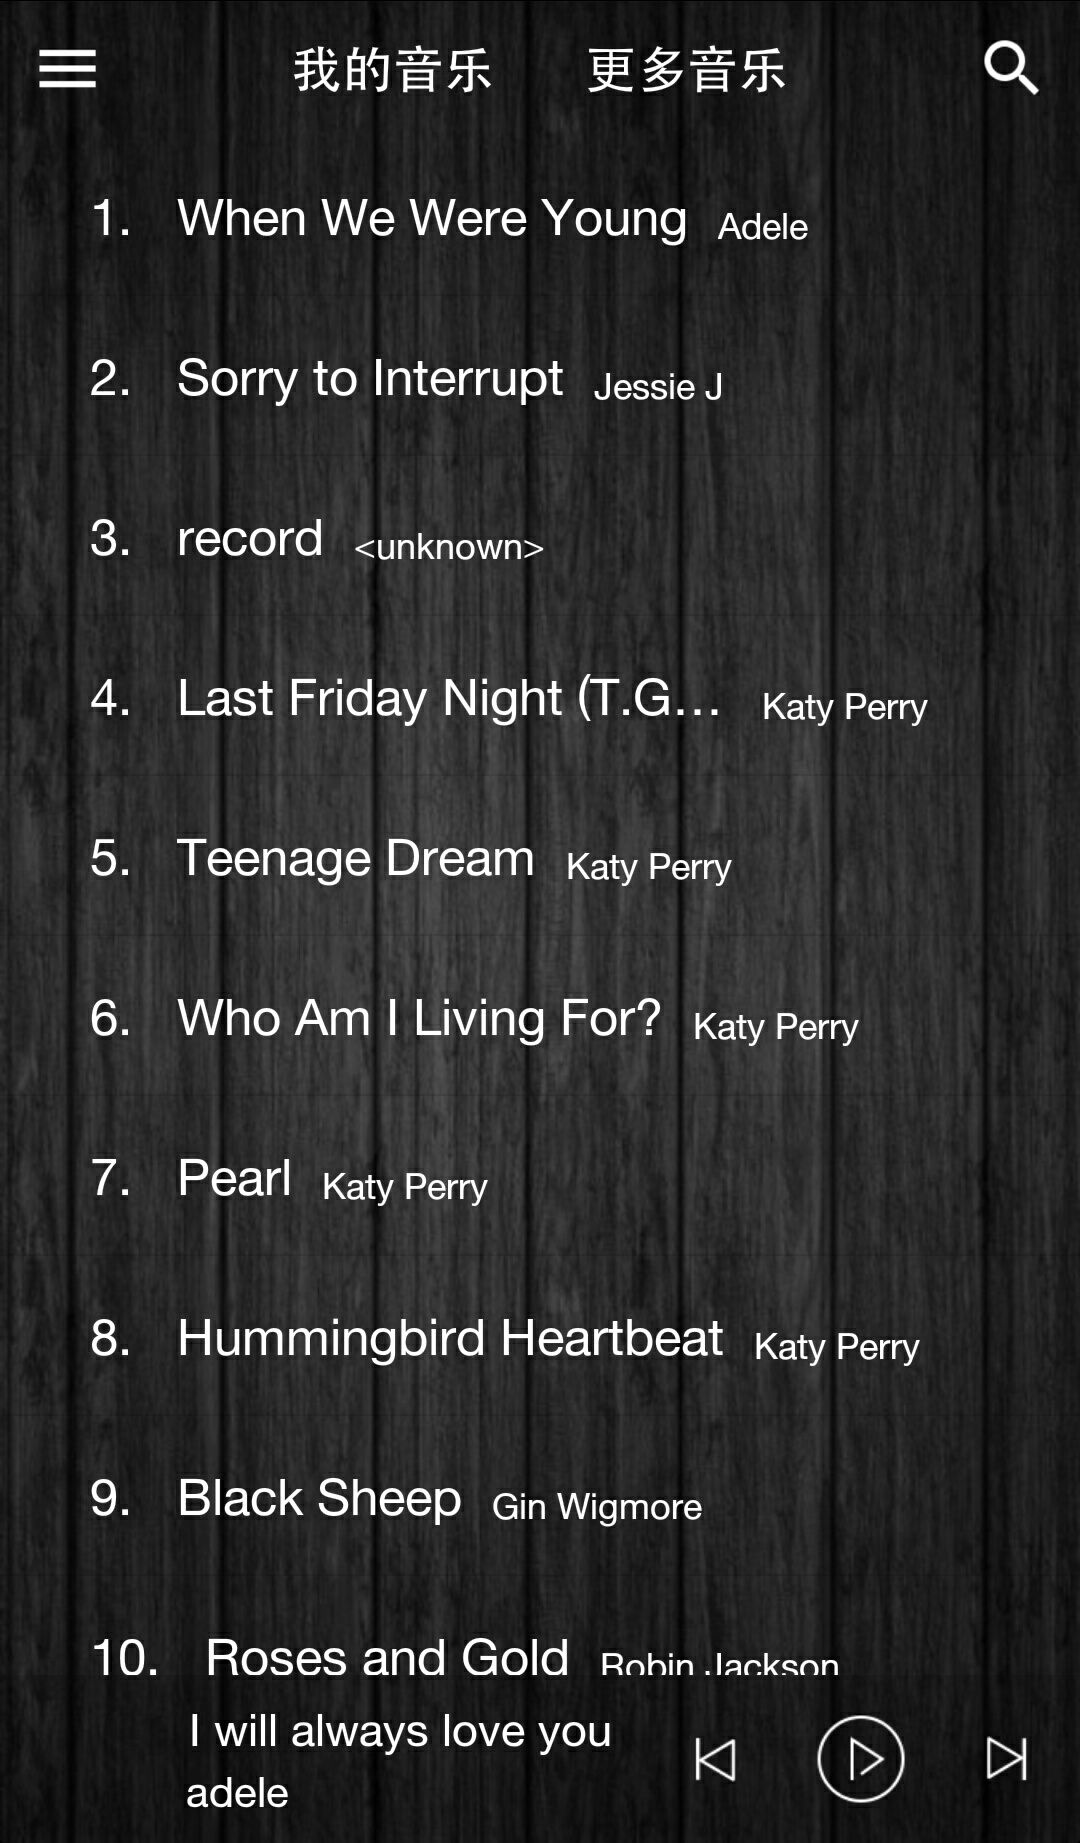 我的音乐 更多音乐
1. When We Were Young Adele
2. Sorry to Interrupt Jessie J
3. record <unknown>
4. Last Friday Night (T.G... Katy Perry
5. Teenage Dream Katy Perry
6. Who Am I Living For? Katy Perry
7. Pearl Katy Perry
8. Hummingbird Heartbeat Katy Perry
9. Black Sheep Gin Wigmore
10. Roses and Gold Robin Jackson
I will always love you
adele